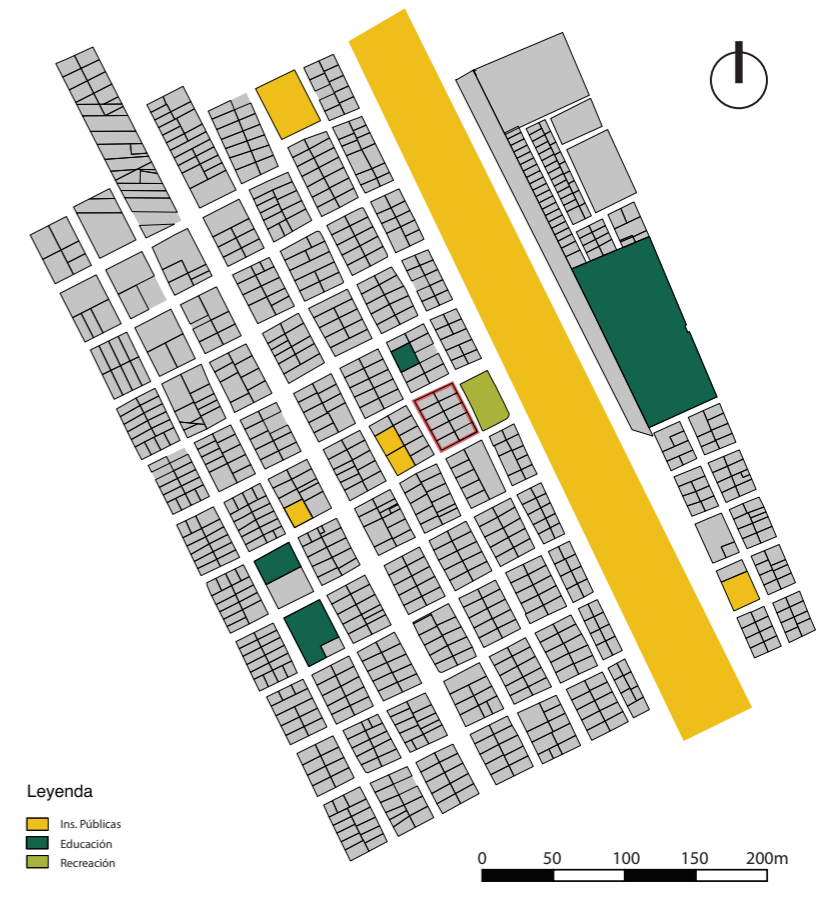 Leyenda
Ins. Públicas
Educación
Recreación
0 50 100 150 200m